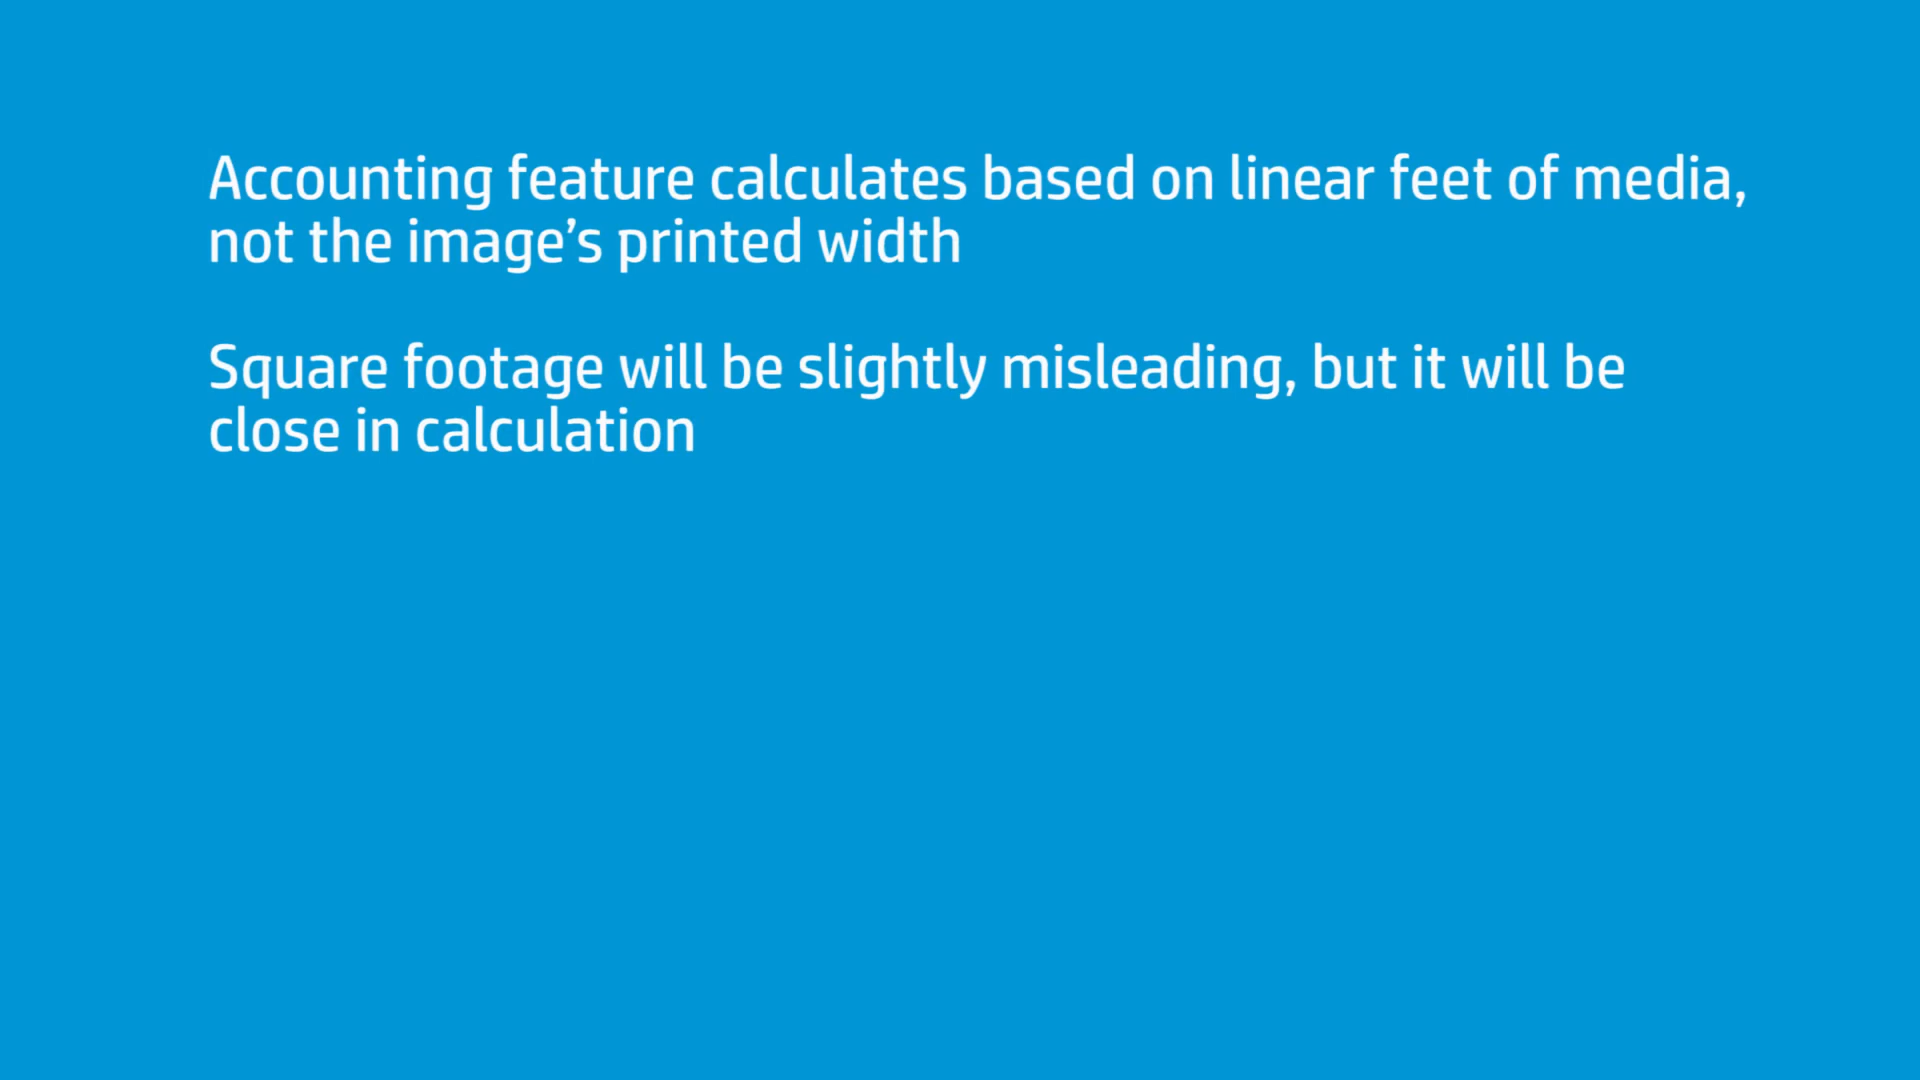 Accounting feature calculates based on linear feet of media,
not the image’s printed width
Square footage will be slightly misleading, but it will be
close in calculation